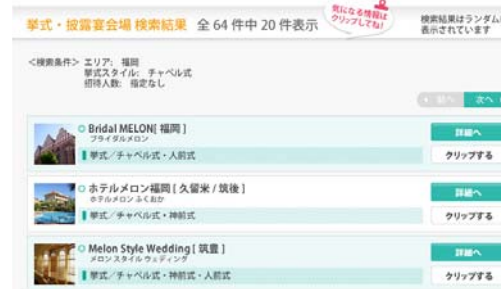 挙式・披露宴会場 検索結果 全 64 件中 20 件表示
気になる情報は
クリップしてね!
検索結果はランダム
表示されています
<検索条件> エリア: 福岡
挙式スタイル: チャペル式
招待人数: 指定なし
前へ 次へ
Bridal MELON[ 福岡 ]
ブライダルメロン
挙式／チャペル式・人前式
詳細へ
クリップする
ホテルメロン福岡 [ 久留米 / 筑後 ]
ホテルメロン ふくおか
挙式／チャペル式・神前式
詳細へ
クリップする
Melon Style Wedding [ 筑豊 ]
メロン スタイル ウェディング
挙式／チャペル式・神前式・人前式
詳細へ
クリップする